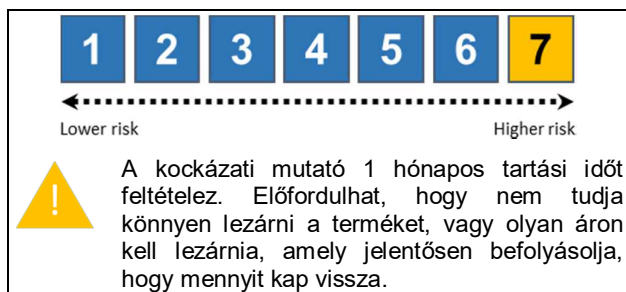 1 2 3 4 5 6 7
Lower risk Higher risk
!
A kockázati mutató 1 hónapos tartási időt
feltételez. Előfordulhat, hogy nem tudja
könnyen lezárni a terméket, vagy olyan áron
kell lezárnia, amely jelentősen befolyásolja,
hogy mennyit kap vissza.